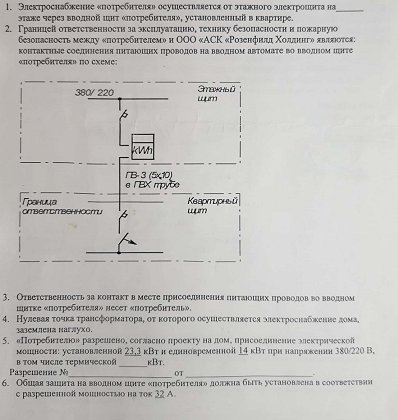 1. Электроснабжение «потребителя» осуществляется от этажного электрощита на______
этаже через вводной щит «потребителя», установленный в квартире.
2. Границей ответственности за эксплуатацию, технику безопасности и пожарную
безопасность между «потребителем» и ООО «АСК «Розенфилд Холдинг» являются:
контактные соединения питающих проводов на вводном автомате во вводном щите
«потребителя» по схеме:
380/ 220
Этажный
щит
kWh
ПВ-3 (5х10)
в ПВХ трубе
Граница
ответственности
Квартирный
щит
3. Ответственность за контакт в месте присоединения питающих проводов во вводном
щитке «потребителя» несет «потребитель».
4. Нулевая точка трансформатора, от которого осуществляется электроснабжение дома,
заземлена наглухо.
5. «Потребителю» разрешено, согласно проекту на дом, присоединение электрической
мощности: установленной 23,3 кВт и единовременной 14 кВт при напряжении 380/220 В,
в том числе термической ______ кВт.
Разрешение № ______ от ______.
6. Общая защита на вводном щите «потребителя» должна быть установлена в соответствии
с разрешенной мощностью на ток 32 А.